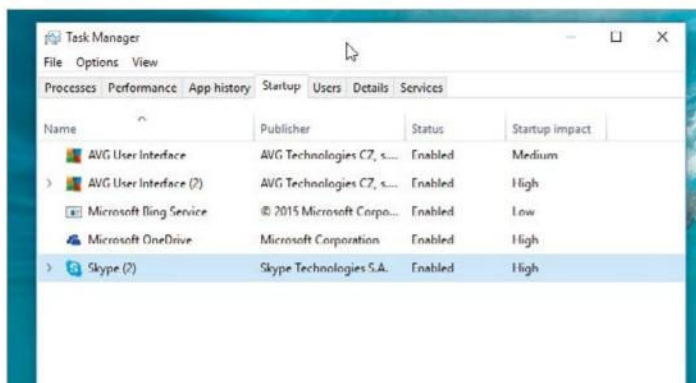 Task Manager
File Options View
Processes Performance App history Startup Users Details Services
Name Publisher Status Startup impact
AVG User Interface AVG Technologies CZ, s.... Enabled Medium
AVG User Interface (2) AVG Technologies CZ, s.... Enabled High
Microsoft Bing Service © 2015 Microsoft Corpo... Enabled Low
Microsoft OneDrive Microsoft Corporation Enabled High
Skype (2) Skype Technologies S.A. Enabled High